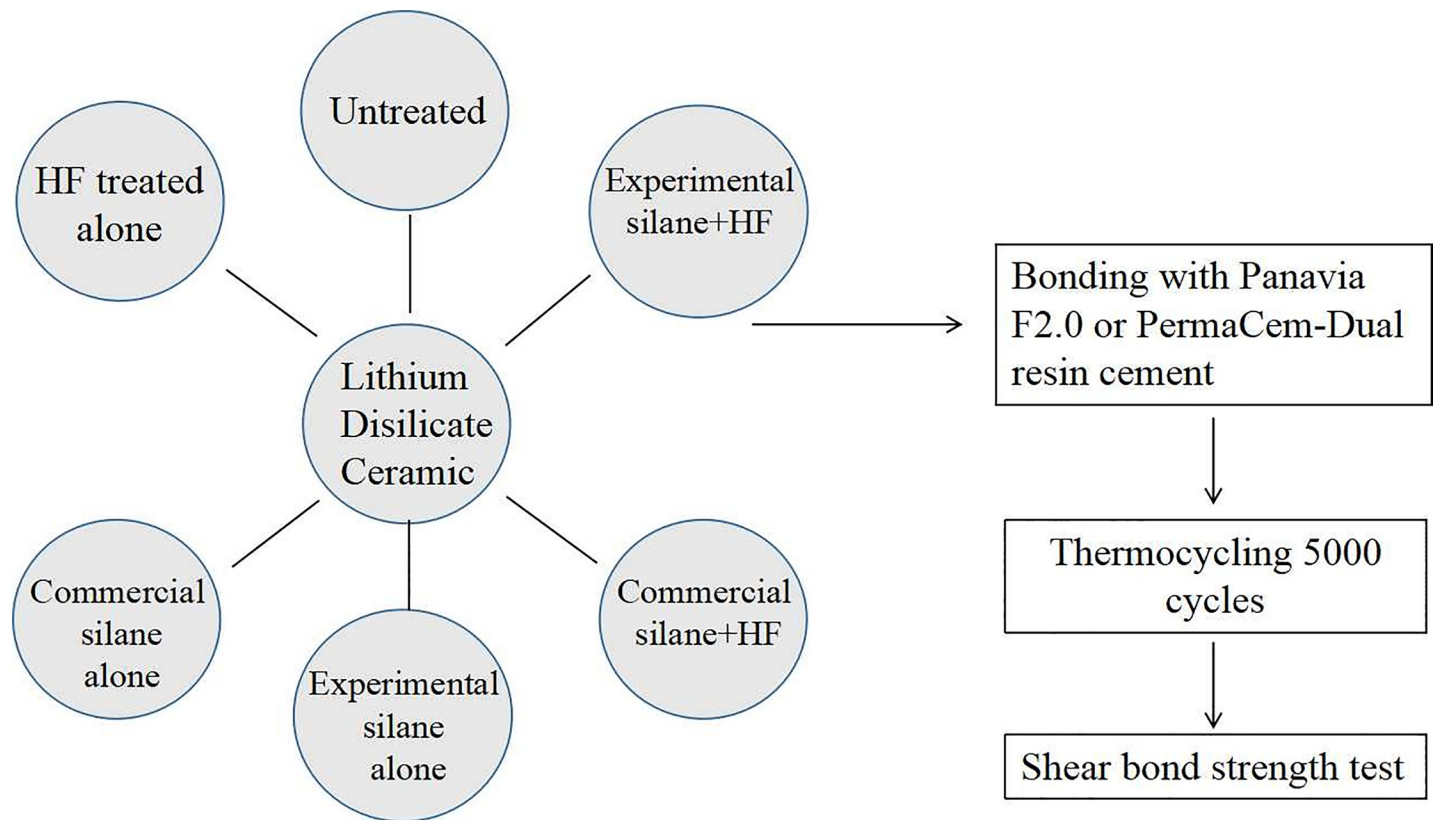 Untreated
HF treated
alone
Experimental
silane+HF
Lithium
Disilicate
Ceramic
Commercial
silane
alone
Experimental
silane
alone
Commercial
silane+HF
Bonding with Panavia
F2.0 or PermaCem-Dual
resin cement
Thermocycling 5000
cycles
Shear bond strength test